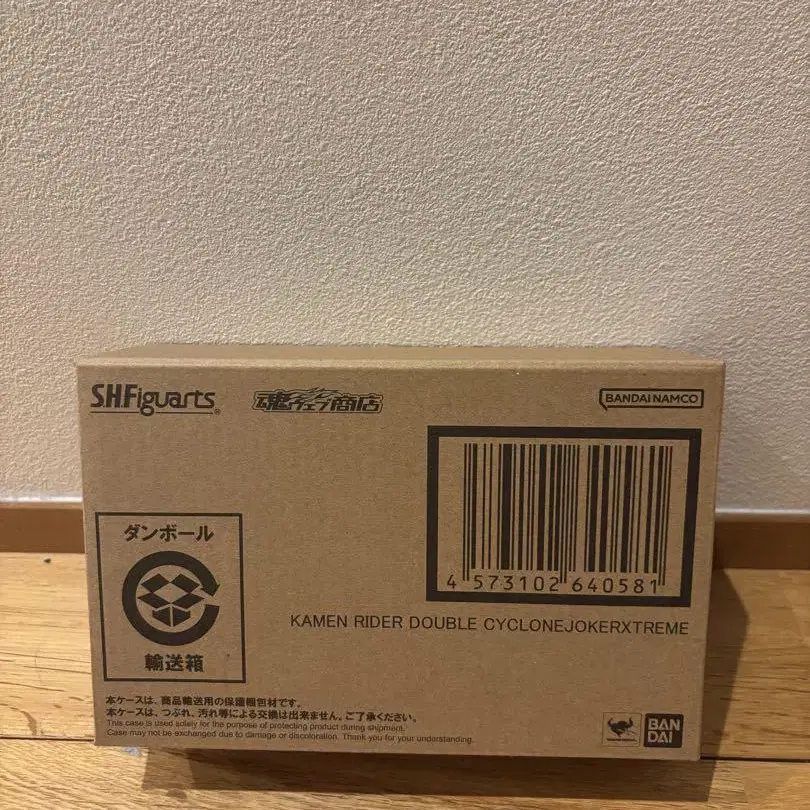 S.H.Figuarts®
魂ウェブ商店
BANDAI NAMCO
4 573102 640581
KAMEN RIDER DOUBLE CYCLONEJOKERXTREME
ダンボール
輸送箱
本ケースは、商品輸送用の保護梱包材です。
本ケースは、つぶれ、汚れ等による交換は出来ません。ご了承ください。
This case is used solely for the purpose of protecting product during shipment.
Case may not be exchanged due to damage or discoloration. Thank you for your understanding.
BAN
DAI